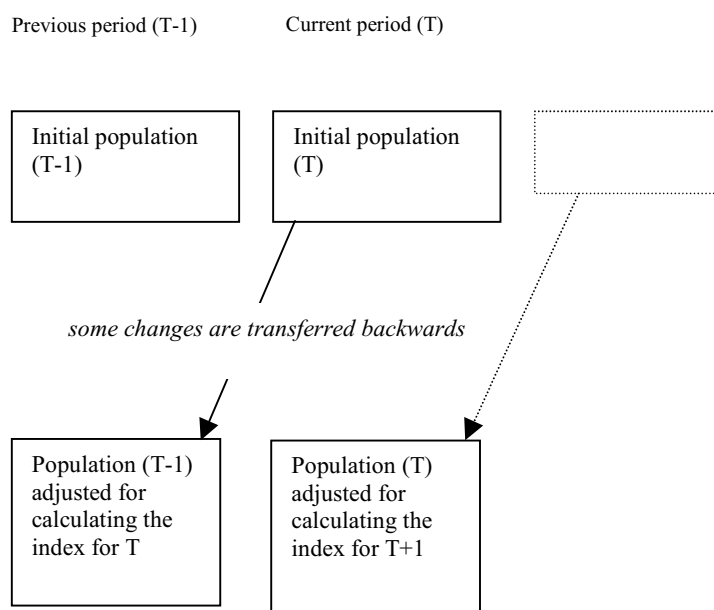 Previous period (T-1)
Current period (T)
Initial population
(T-1)
Initial population
(T)
some changes are transferred backwards
Population (T-1)
adjusted for
calculating the
index for T
Population (T)
adjusted for
calculating the
index for T+1